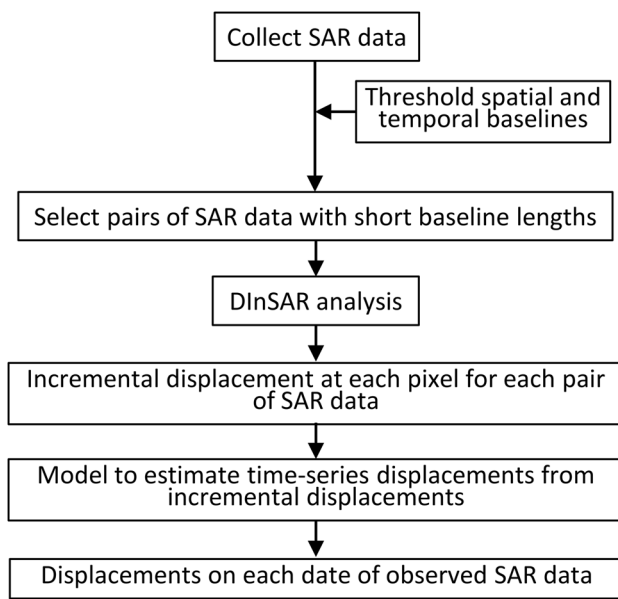 Collect SAR data
Threshold spatial and
temporal baselines
Select pairs of SAR data with short baseline lengths
DInSAR analysis
Incremental displacement at each pixel for each pair
of SAR data
Model to estimate time-series displacements from
incremental displacements
Displacements on each date of observed SAR data